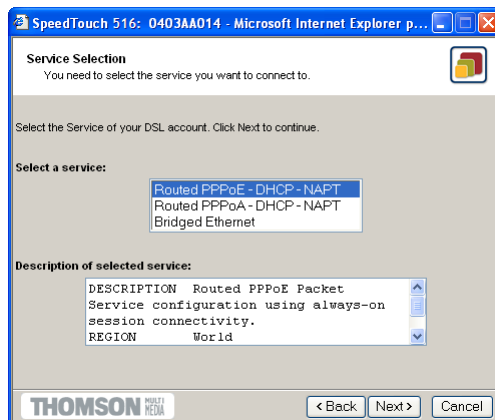 SpeedTouch 516: 0403AA014 - Microsoft Internet Explorer p...
Service Selection
You need to select the service you want to connect to.
Select the Service of your DSL account. Click Next to continue.
Select a service:
Routed PPPoE - DHCP - NAPT
Routed PPPoA - DHCP - NAPT
Bridged Ethernet
Description of selected service:
DESCRIPTION Routed PPPoE Packet
Service configuration using always-on
session connectivity.
REGION World
THOMSON MULTI MEDIA
< Back Next > Cancel